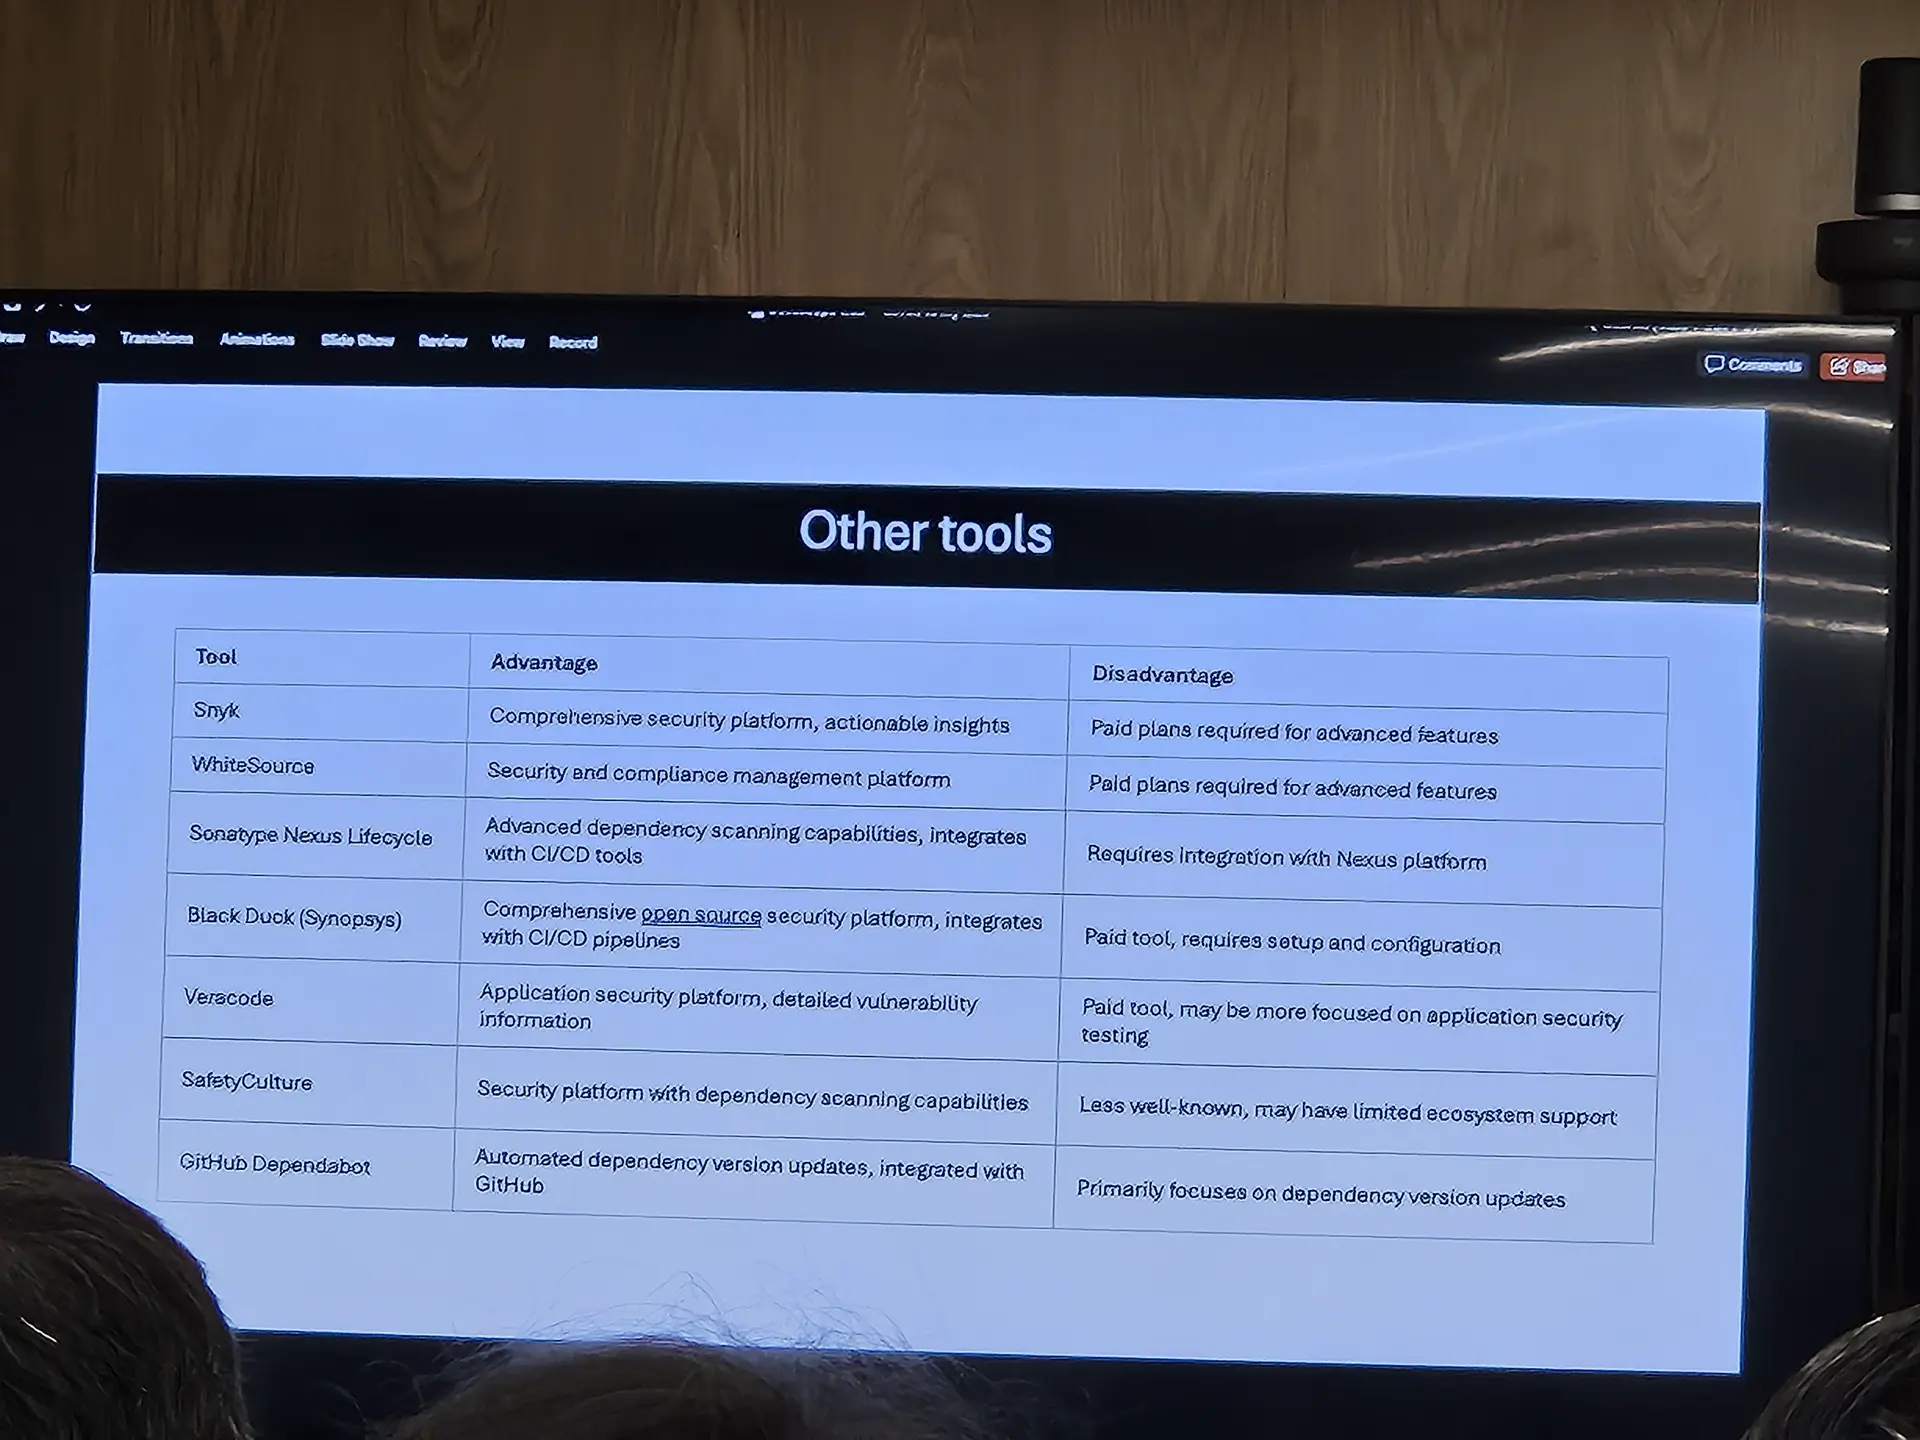 Design Transitions Animations Slide Show Review View Record
Comments
Other tools
Tool Advantage Disadvantage
Snyk Comprehensive security platform, actionable insights Paid plans required for advanced features
WhiteSource Security and compliance management platform Paid plans required for advanced features
Sonatype Nexus Lifecycle Advanced dependency scanning capabilities, integrates
with CI/CD tools
Requires integration with Nexus platform
Black Duck (Synopsys) Comprehensive open source security platform, integrates
with CI/CD pipelines
Paid tool, requires setup and configuration
Veracode Application security platform, detailed vulnerability
information
Paid tool, may be more focused on application security
testing
SafetyCulture Security platform with dependency scanning capabilities Less well-known, may have limited ecosystem support
GitHub Dependabot Automated dependency version updates, integrated with
GitHub
Primarily focuses on dependency version updates